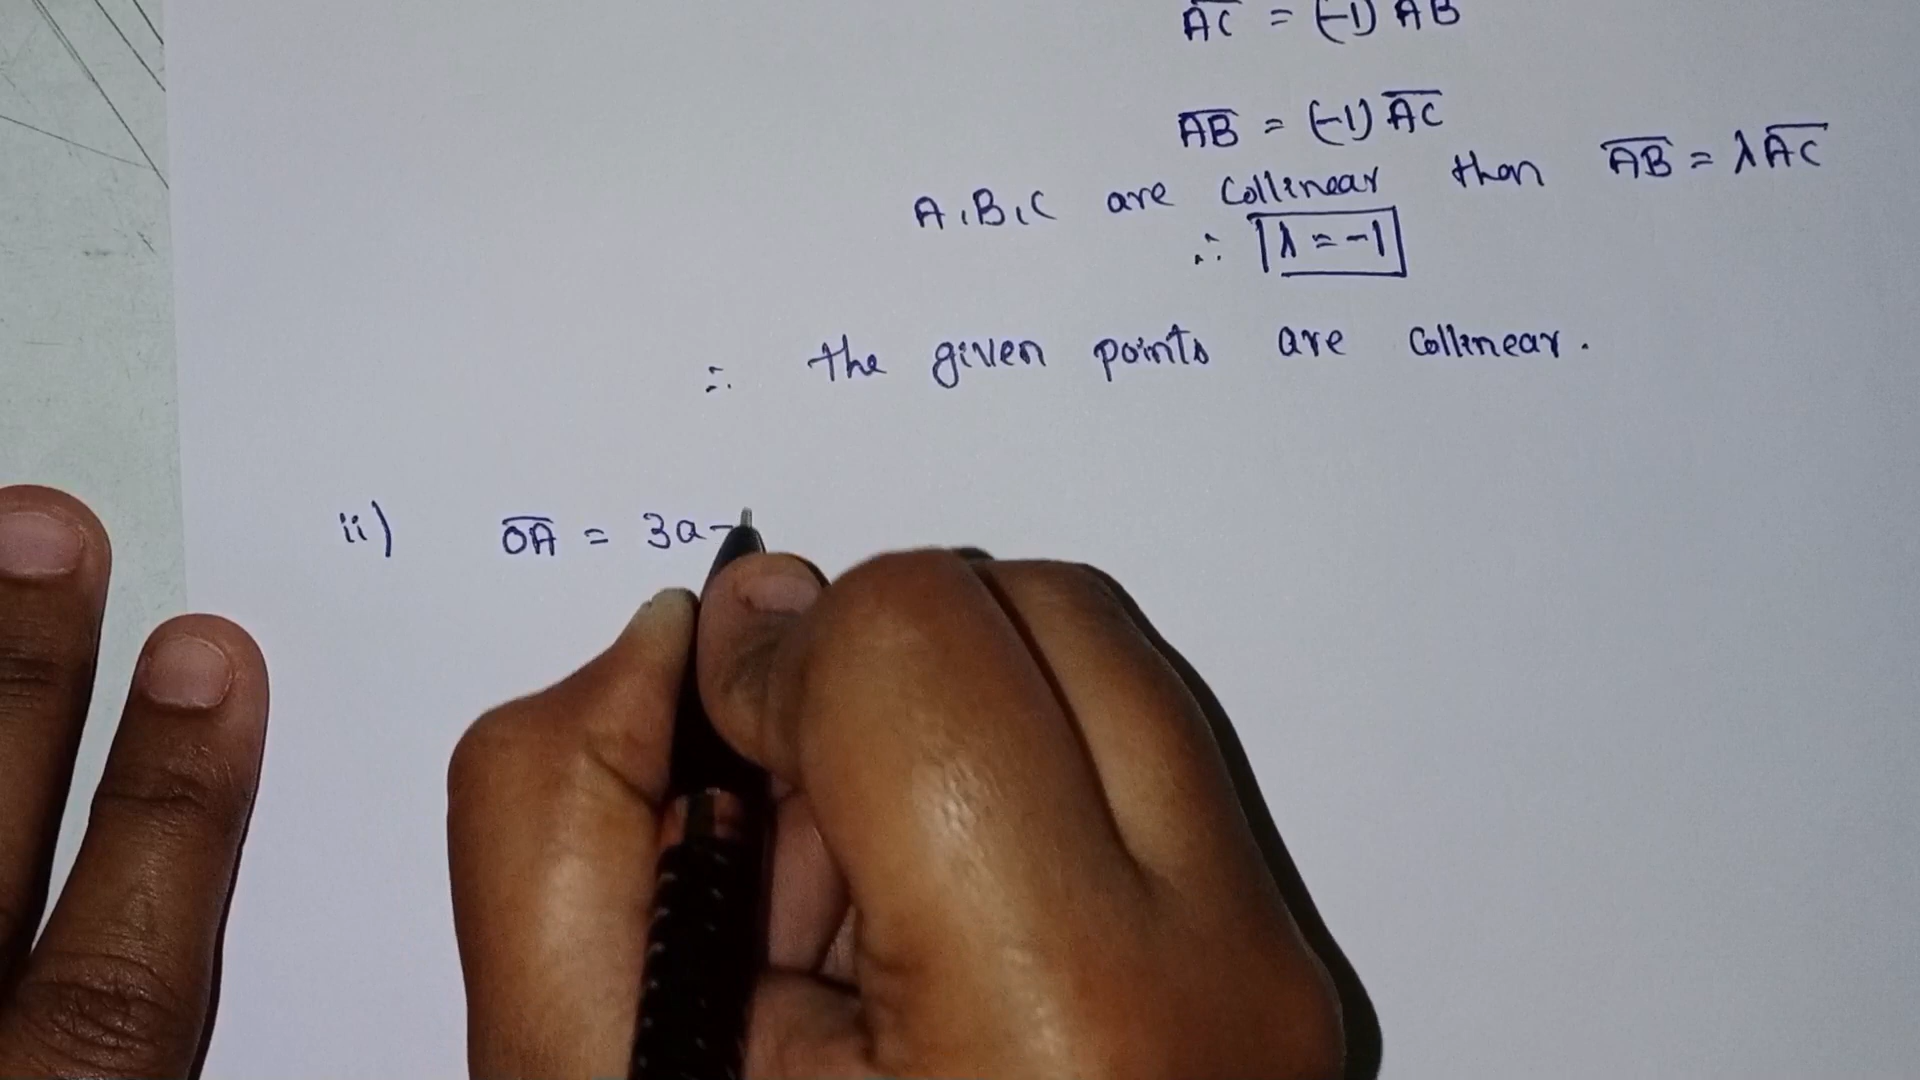 AC = (-1) AB
AB = (-1) AC
A, B, C are Collinear then AB = λ AC
∴ λ = -1
∴ the given points are Collinear.
ii) OA = 3a -